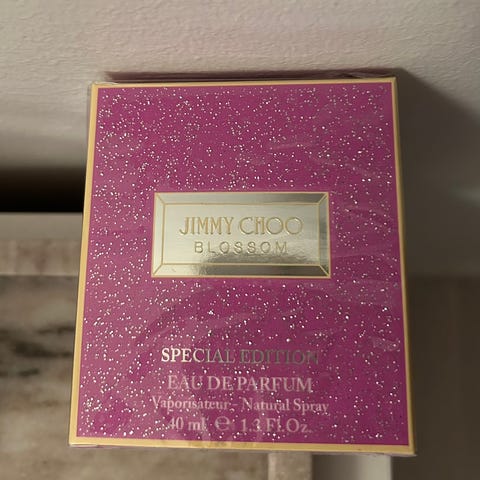 JIMMY CHOO
BLOSSOM
SPECIAL EDITION
EAU DE PARFUM
Vaporisateur - Natural Spray
40 ml ℮ 1.3 Fl.Oz.